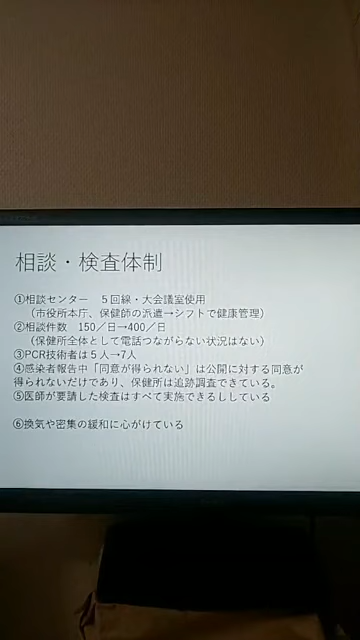 相談・検査体制
①相談センター　５回線・大会議室使用
（市役所本庁、保健師の派遣→シフトで健康管理）
②相談件数　150／日→400／日
（保健所全体として電話つながらない状況はない）
③PCR技術者は５人→7人
④感染者報告中「同意が得られない」は公開に対する同意が
得られないだけであり、保健所は追跡調査できている。
⑤医師が要請した検査はすべて実施できるししている
⑥換気や密集の緩和に心がけている